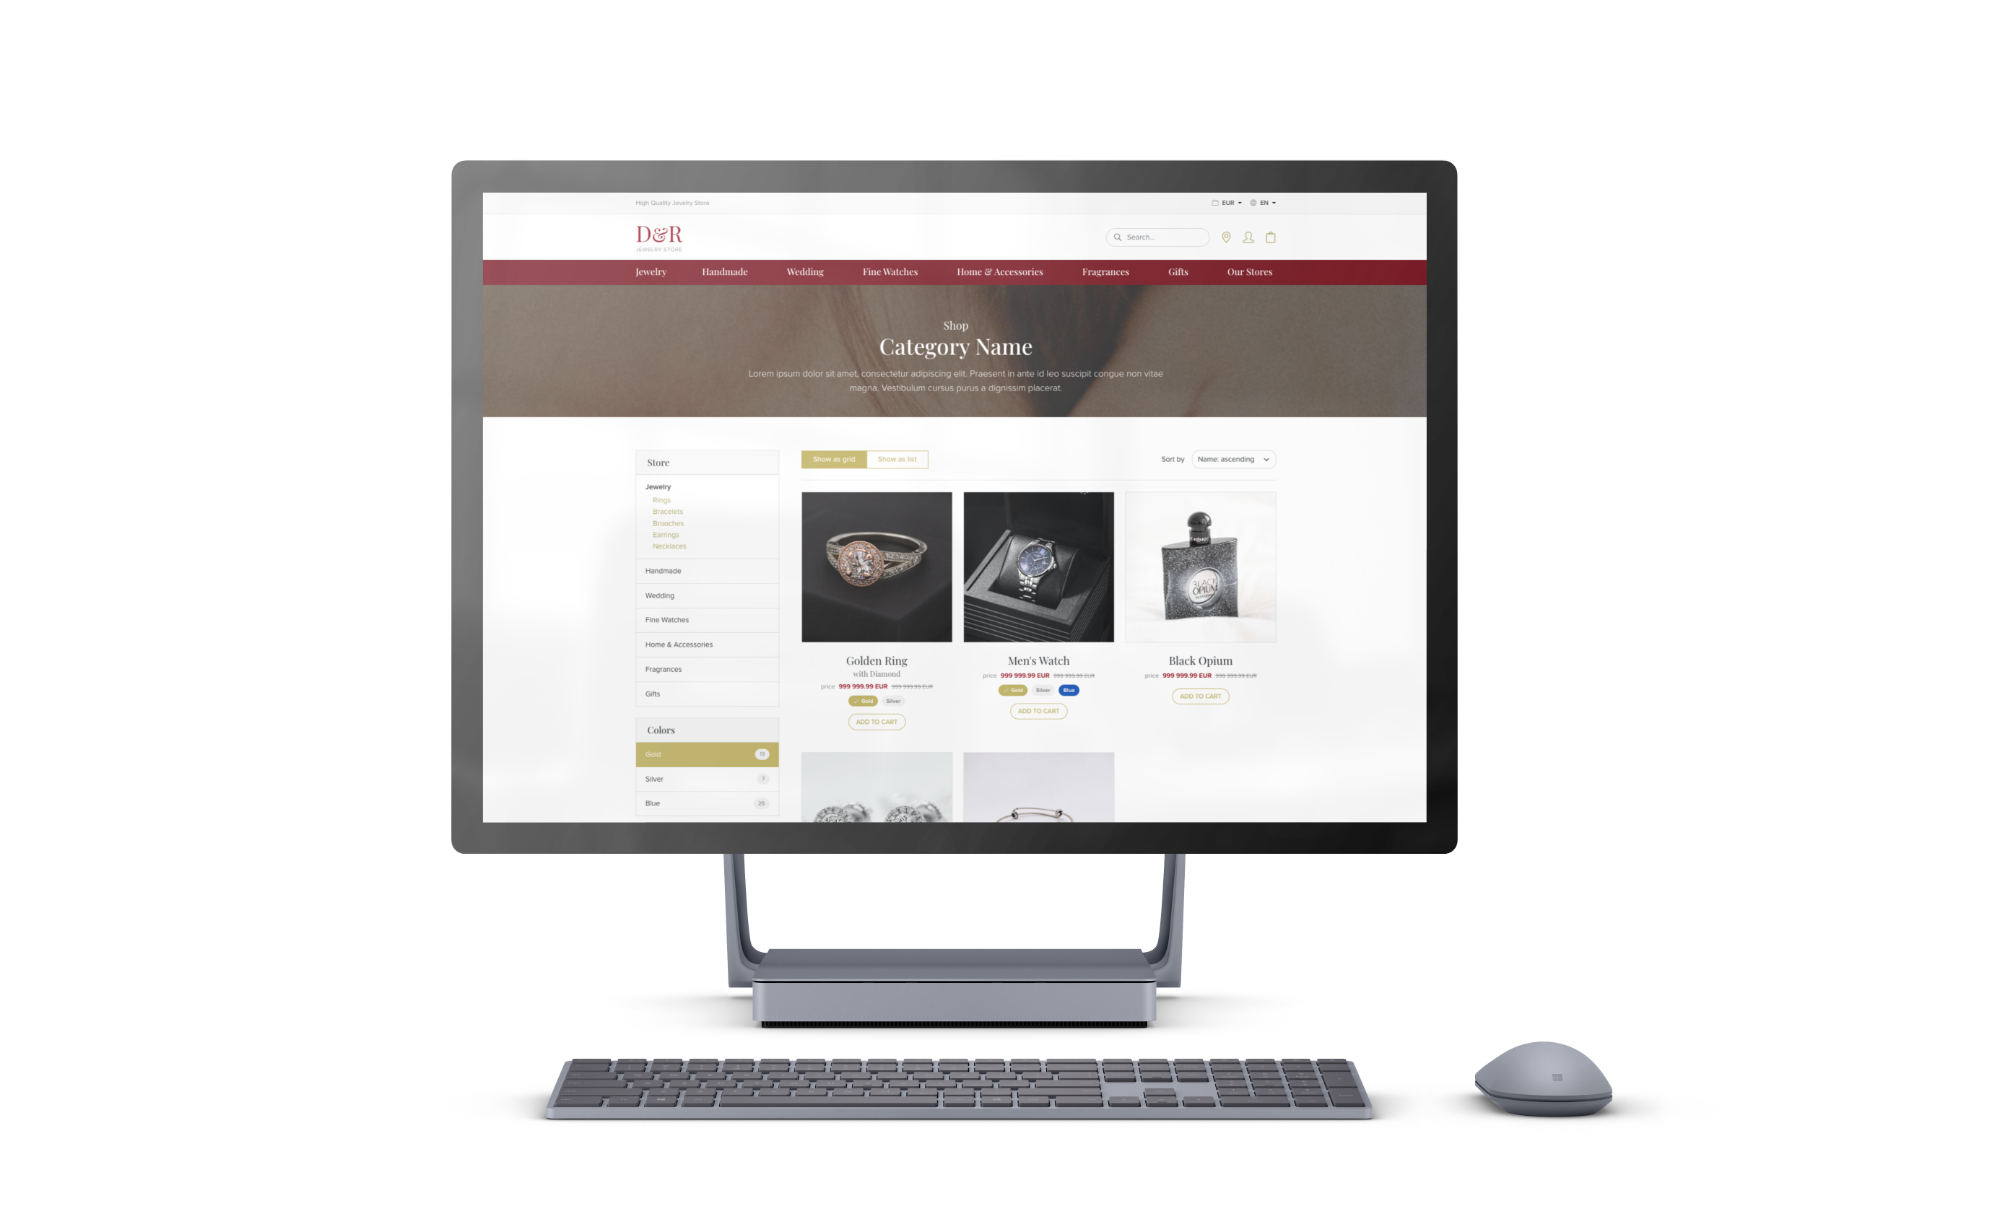 High Quality Jewelry Store
EUR
EN
D&R
JEWELRY STORE
Search...
Jewelry Handmade Wedding Fine Watches Home & Accessories Fragrances Gifts Our Stores
Shop
Category Name
Lorem ipsum dolor sit amet, consectetur adipiscing elit. Praesent in ante id leo suscipit congue non vitae
magna. Vestibulum cursus purus a dignissim placerat.
Store
Jewelry
Rings
Bracelets
Brooches
Earrings
Necklaces
Handmade
Wedding
Fine Watches
Home & Accessories
Fragrances
Gifts
Colors
Gold
Silver 7
Blue 25
Show as grid Show as list
Sort by Name: ascending
BLACK
OPIUM
Golden Ring
with Diamond
price 999 999.99 EUR 999 999.99 EUR
Gold Silver
ADD TO CART
Men's Watch
price 999 999.99 EUR 999 999.99 EUR
Gold Silver Blue
ADD TO CART
Black Opium
price 999 999.99 EUR 999 999.99 EUR
ADD TO CART